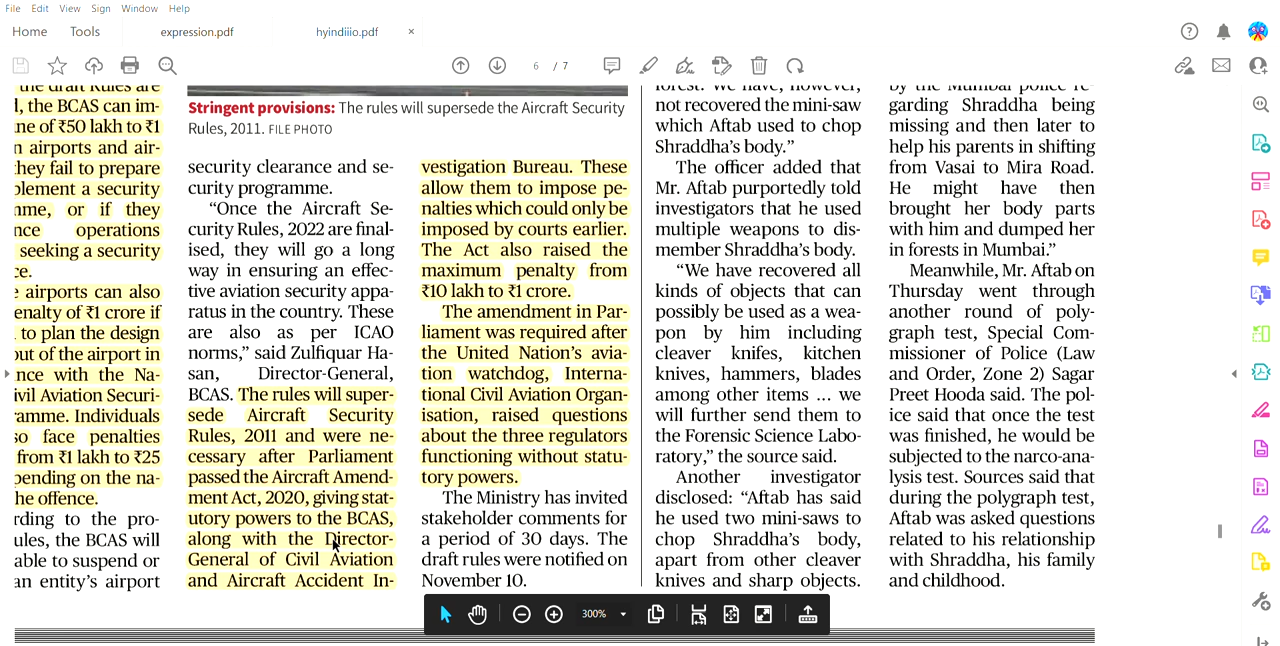 File Edit View Sign Window Help
Home Tools expression.pdf hyindiiio.pdf ×
6 / 7
the draft Rules are
l, the BCAS can im-
ne of ₹50 lakh to ₹1
n airports and air-
they fail to prepare
plement a security
nme, or if they
nce operations
seeking a security
ce.
e airports can also
enalty of ₹1 crore if
to plan the design
out of the airport in
nce with the Na-
ivil Aviation Securi-
ramme. Individuals
so face penalties
from ₹1 lakh to ₹25
pending on the na-
he offence.
rding to the pro-
ules, the BCAS will
able to suspend or
an entity's airport
Stringent provisions: The rules will supersede the Aircraft Security
Rules, 2011. FILE PHOTO
security clearance and se-
curity programme.
“Once the Aircraft Se-
curity Rules, 2022 are final-
ised, they will go a long
way in ensuring an effec-
tive aviation security appa-
ratus in the country. These
are also as per ICAO
norms,” said Zulfiquar Ha-
san, Director-General,
BCAS. The rules will super-
sede Aircraft Security
Rules, 2011 and were ne-
cessary after Parliament
passed the Aircraft Amend-
ment Act, 2020, giving stat-
utory powers to the BCAS,
along with the Director-
General of Civil Aviation
and Aircraft Accident In-
vestigation Bureau. These
allow them to impose pe-
nalties which could only be
imposed by courts earlier.
The Act also raised the
maximum penalty from
₹10 lakh to ₹1 crore.
The amendment in Par-
liament was required after
the United Nation's avia-
tion watchdog, Interna-
tional Civil Aviation Organ-
isation, raised questions
about the three regulators
functioning without statu-
tory powers.
The Ministry has invited
stakeholder comments for
a period of 30 days. The
draft rules were notified on
November 10.
forest. We have, however,
not recovered the mini-saw
which Aftab used to chop
Shraddha's body.”
The officer added that
Mr. Aftab purportedly told
investigators that he used
multiple weapons to dis-
member Shraddha's body.
“We have recovered all
kinds of objects that can
possibly be used as a wea-
pon by him including
cleaver knifes, kitchen
knives, hammers, blades
among other items ... we
will further send them to
the Forensic Science Labo-
ratory,” the source said.
Another investigator
disclosed: “Aftab has said
he used two mini-saws to
chop Shraddha's body,
apart from other cleaver
knives and sharp objects.
by the Mumbai police re-
garding Shraddha being
missing and then later to
help his parents in shifting
from Vasai to Mira Road.
He might have then
brought her body parts
with him and dumped her
in forests in Mumbai.”
Meanwhile, Mr. Aftab on
Thursday went through
another round of poly-
graph test, Special Com-
missioner of Police (Law
and Order, Zone 2) Sagar
Preet Hooda said. The pol-
ice said that once the test
was finished, he would be
subjected to the narco-ana-
lysis test. Sources said that
during the polygraph test,
Aftab was asked questions
related to his relationship
with Shraddha, his family
and childhood.
300%